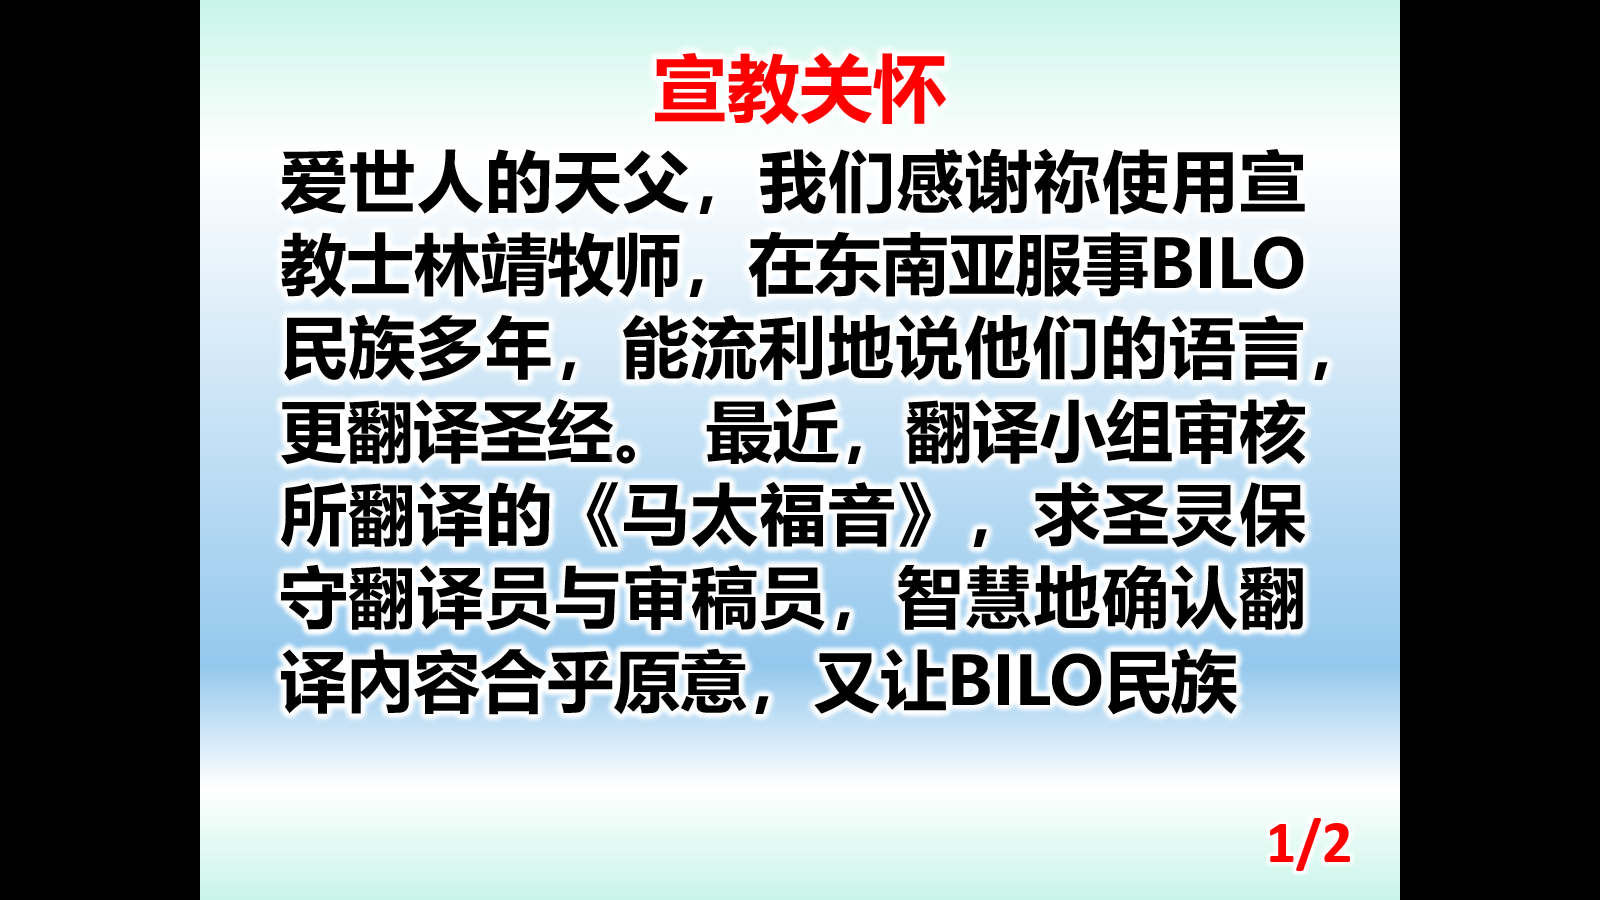 宣教关怀
爱世人的天父，我们感谢祢使用宣
教士林靖牧师，在东南亚服事BILO
民族多年，能流利地说他们的语言，
更翻译圣经。 最近，翻译小组审核
所翻译的《马太福音》，求圣灵保
守翻译员与审稿员，智慧地确认翻
译內容合乎原意，又让BILO民族
1/2